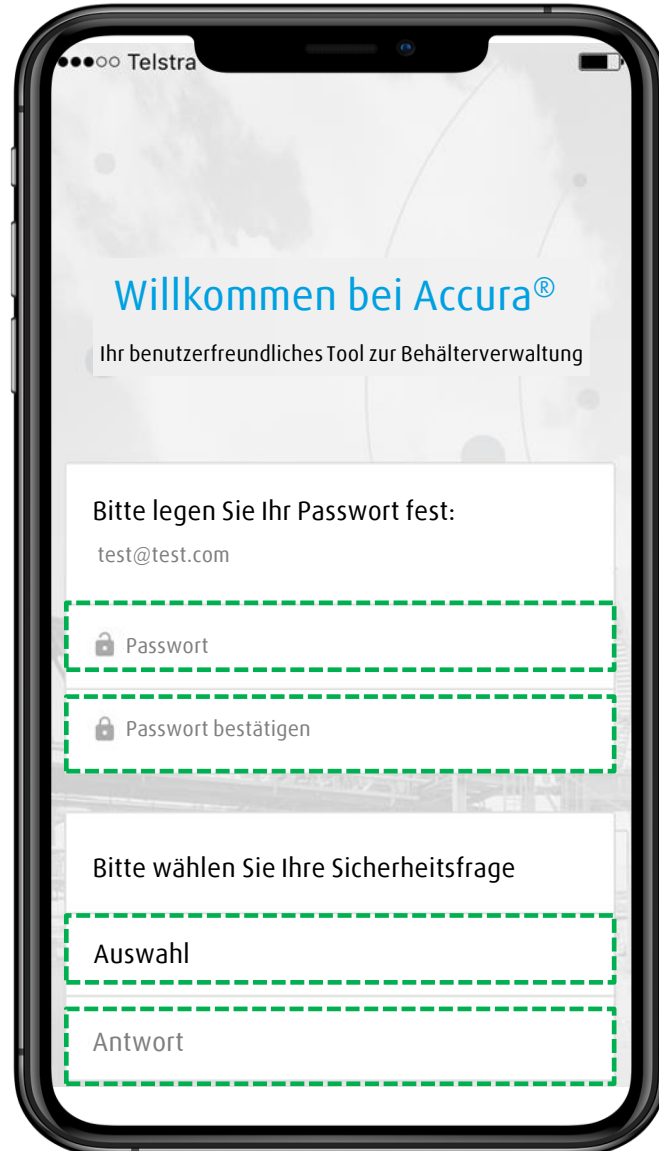 Telstra
Willkommen bei Accura®
Ihr benutzerfreundliches Tool zur Behälterverwaltung
Bitte legen Sie Ihr Passwort fest:
test@test.com
Passwort
Passwort bestätigen
Bitte wählen Sie Ihre Sicherheitsfrage
Auswahl
Antwort